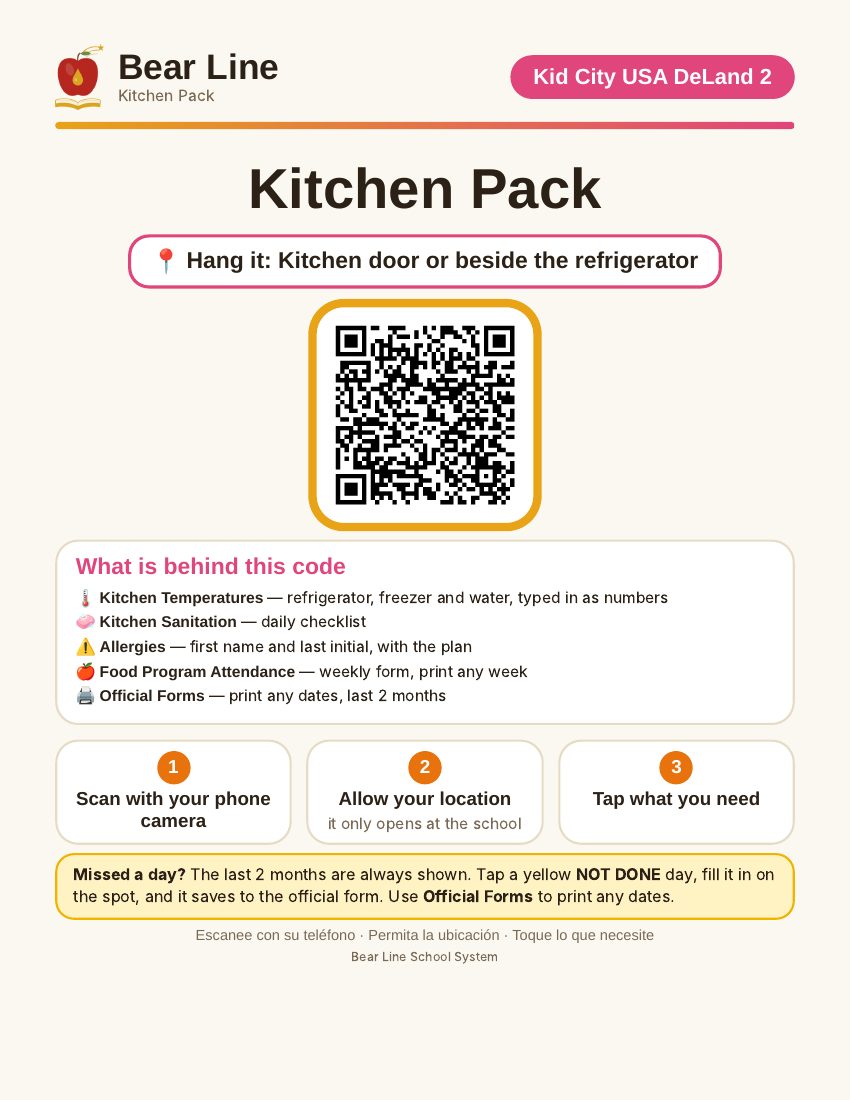 Bear Line
Kitchen Pack
Kid City USA DeLand 2
Kitchen Pack
📍 Hang it: Kitchen door or beside the refrigerator
What is behind this code
🌡️ Kitchen Temperatures — refrigerator, freezer and water, typed in as numbers
🧼 Kitchen Sanitation — daily checklist
⚠️ Allergies — first name and last initial, with the plan
🍎 Food Program Attendance — weekly form, print any week
🖨️ Official Forms — print any dates, last 2 months
1
Scan with your phone
camera
2
Allow your location
it only opens at the school
3
Tap what you need
Missed a day? The last 2 months are always shown. Tap a yellow NOT DONE day, fill it in on
the spot, and it saves to the official form. Use Official Forms to print any dates.
Escanee con su teléfono · Permita la ubicación · Toque lo que necesite
Bear Line School System